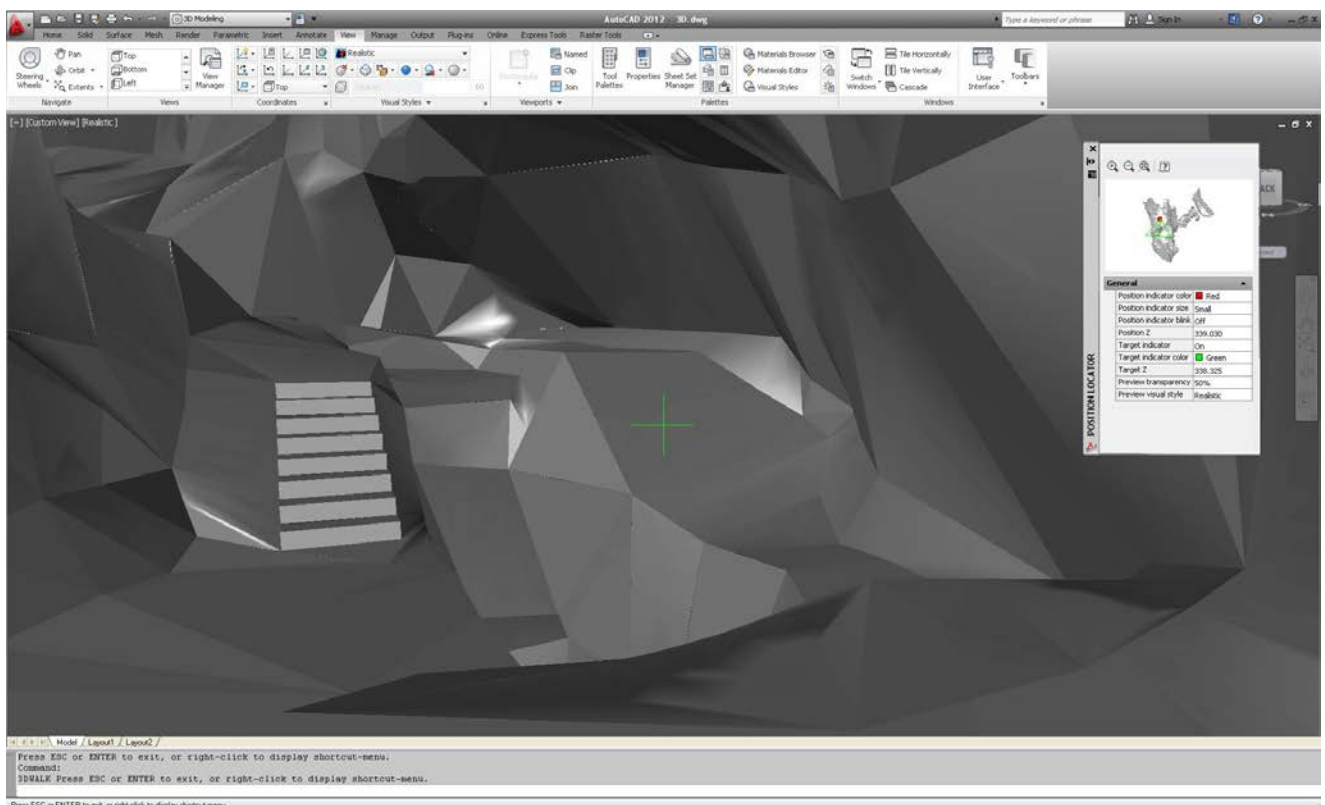 3D Modeling
AutoCAD 2012 3D.dwg
Type a keyword or phrase
Sign In
Home Solid Surface Mesh Render Parametric Insert Annotate View Manage Output Plug-ins Online Express Tools Raster Tools
Pan
Orbit
Extents
Steering Wheels
Top
Bottom
Left
View Manager
Top
Realistic
60
Named
Clip
Join
Tool Palettes
Properties
Sheet Set Manager
Materials Browser
Materials Editor
Visual Styles
Switch Windows
Tile Horizontally
Tile Vertically
Cascade
User Interface
Toolbars
Navigate Views Coordinates Visual Styles Viewports Palettes Windows
[-] [Custom View] [Realistic]
POSITION LOCATOR
General
Position indicator color Red
Position indicator size Small
Position indicator blink Off
Position Z 339.030
Target indicator On
Target indicator color Green
Target Z 338.325
Preview transparency 50%
Preview visual style Realistic
ACK
Model / Layout1 / Layout2 /
Press ESC or ENTER to exit, or right-click to display shortcut-menu.
Command:
3DWALK Press ESC or ENTER to exit, or right-click to display shortcut-menu.